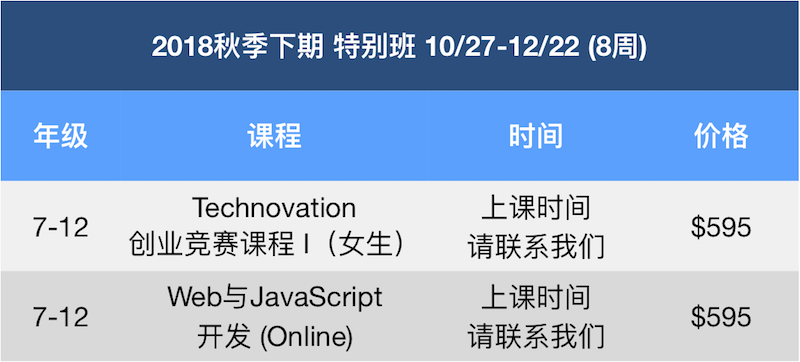 2018秋季下期 特别班 10/27-12/22 (8周)
年级 课程 时间 价格
7-12
Technovation
创业竞赛课程 I（女生）
上课时间
请联系我们
$595
7-12
Web与JavaScript
开发 (Online)
上课时间
请联系我们
$595